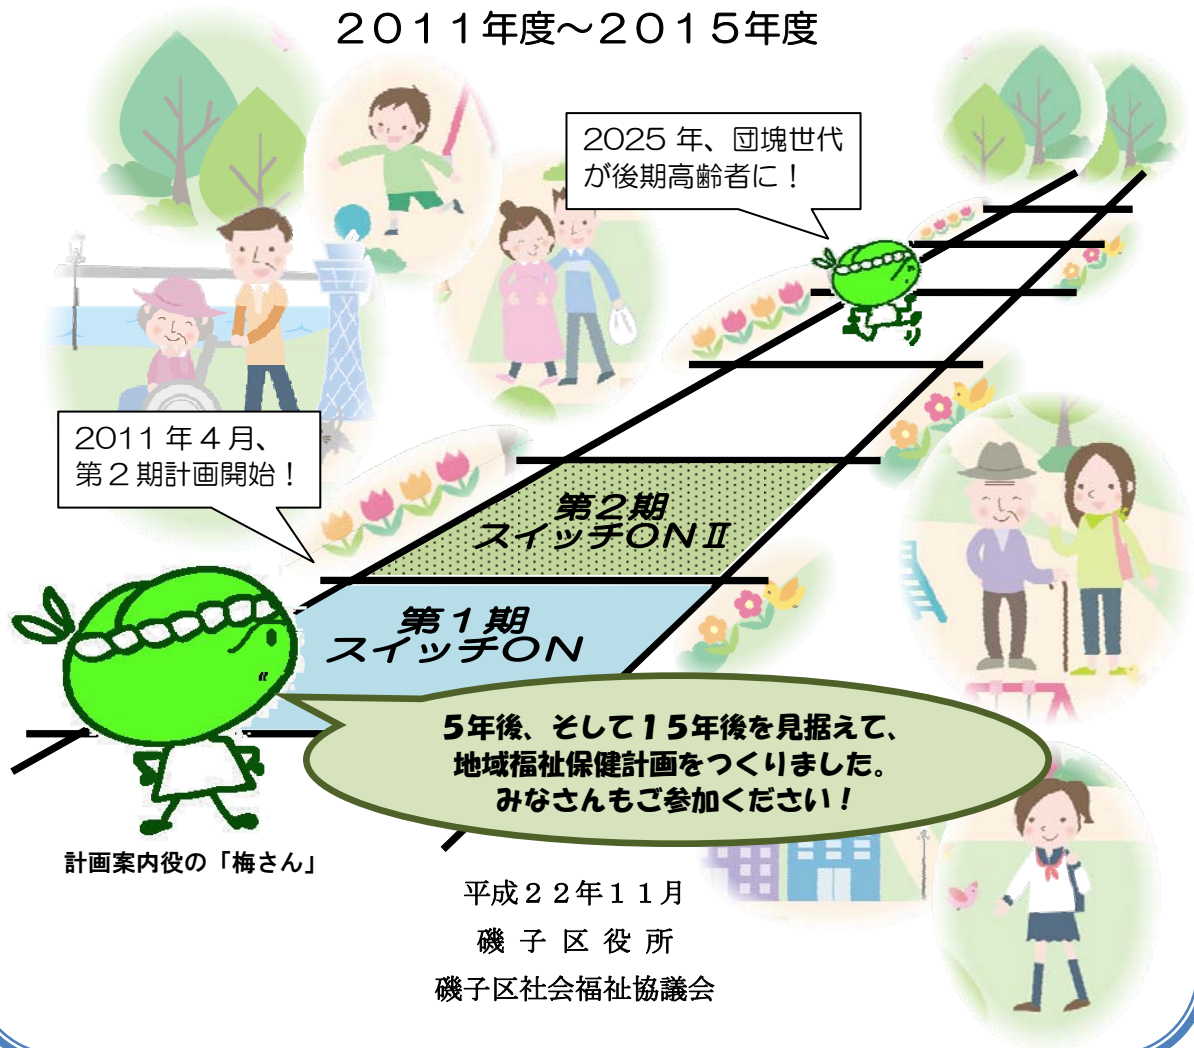 ２０１１年度～２０１５年度
2025 年、団塊世代
が後期高齢者に！
2011 年 4 月、
第 2 期計画開始！
第２期
スイッチONⅡ
第１期
スイッチON
５年後、そして１５年後を見据えて、
地域福祉保健計画をつくりました。
みなさんもご参加ください！
計画案内役の「梅さん」
平成２２年１１月
磯 子 区 役 所
磯子区社会福祉協議会